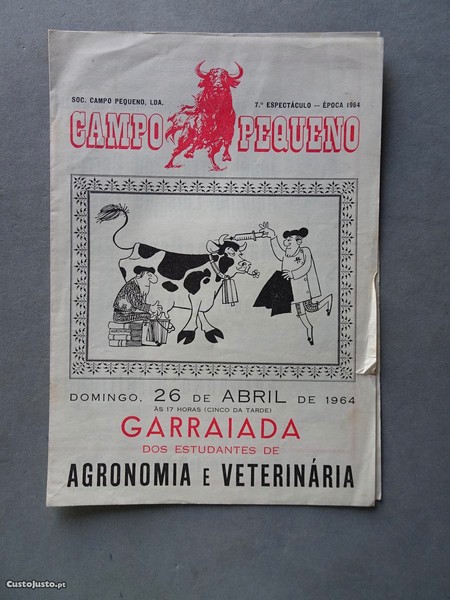 SOC. CAMPO PEQUENO, LDA.
7.º ESPECTÁCULO — ÉPOCA 1964
CAMPO PEQUENO
DOMINGO, 26 DE ABRIL DE 1964
ÀS 17 HORAS (CINCO DA TARDE)
GARRAIADA
DOS ESTUDANTES DE
AGRONOMIA E VETERINÁRIA
CustoJusto.pt